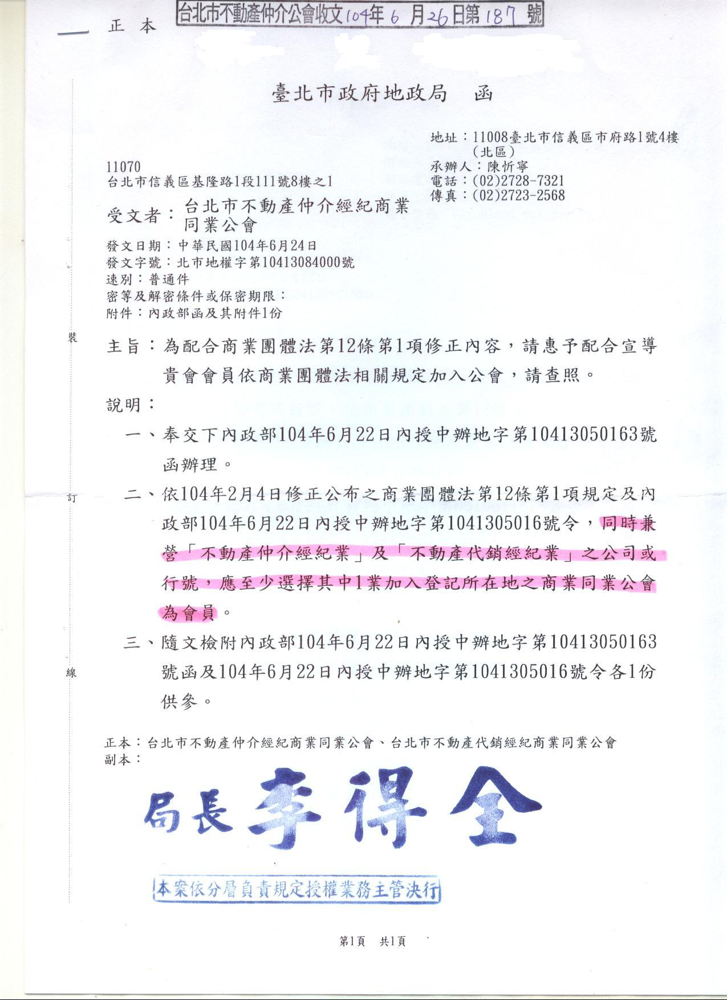 台北市不動產仲介公會收文104年6月26日第187號
正本
臺北市政府地政局 函
地址：11008臺北市信義區市府路1號4樓
(北區)
承辦人：陳忻寧
電話：(02)2728-7321
傳真：(02)2723-2568
11070
台北市信義區基隆路1段111號8樓之1
受文者：台北市不動產仲介經紀商業
同業公會
發文日期：中華民國104年6月24日
發文字號：北市地權字第10413084000號
速別：普通件
密等及解密條件或保密期限：
附件：內政部函及其附件1份
主旨：為配合商業團體法第12條第1項修正內容，請惠予配合宣導
貴會會員依商業團體法相關規定加入公會，請查照。
說明：
一、奉交下內政部104年6月22日內授中辦地字第10413050163號
函辦理。
二、依104年2月4日修正公布之商業團體法第12條第1項規定及內
政部104年6月22日內授中辦地字第1041305016號令，同時兼
營「不動產仲介經紀業」及「不動產代銷經紀業」之公司或
行號，應至少選擇其中1業加入登記所在地之商業同業公會
為會員。
三、隨文檢附內政部104年6月22日內授中辦地字第10413050163
號函及104年6月22日內授中辦地字第1041305016號令各1份
供參。
正本：台北市不動產仲介經紀商業同業公會、台北市不動產代銷經紀商業同業公會
副本：
局長李得全
本案依分層負責規定授權業務主管決行
第1頁 共1頁
裝
訂
線